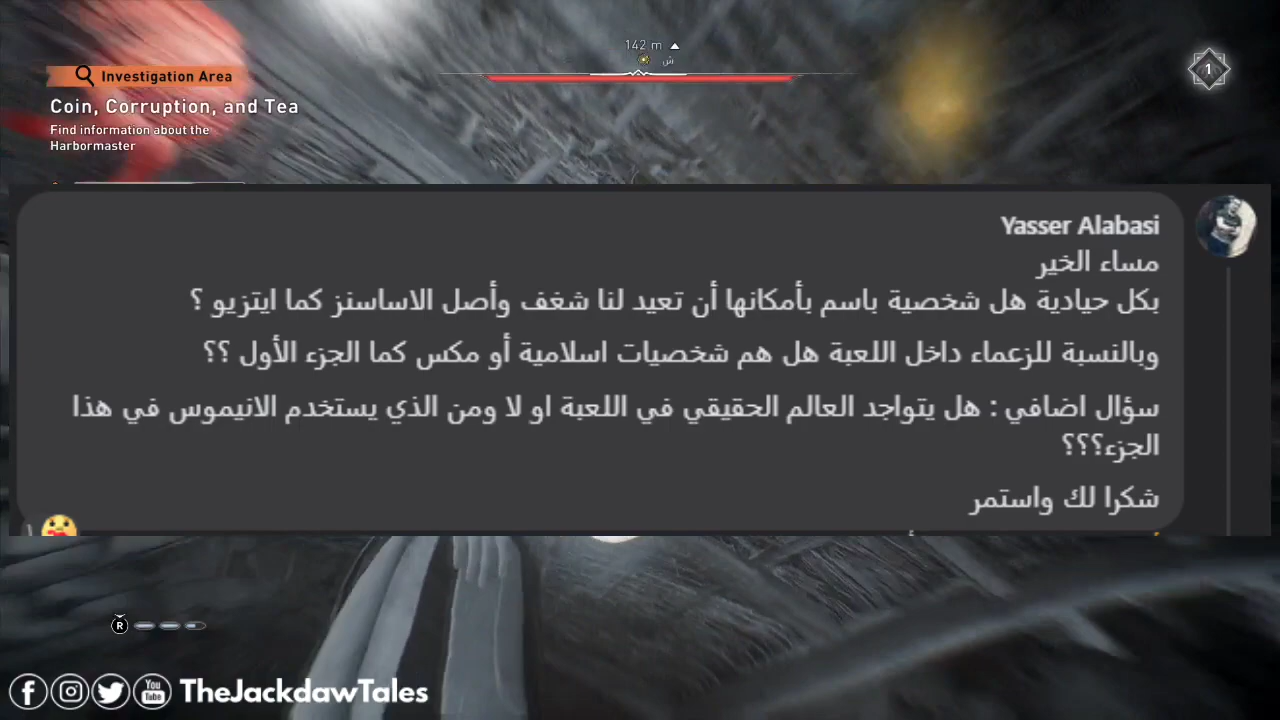 142 m
ش
Investigation Area
1
Coin, Corruption, and Tea
Find information about the
Harbormaster
Yasser Alabasi
مساء الخير
بكل حيادية هل شخصية باسم بأمكانها أن تعيد لنا شغف وأصل الاساسنز كما ايتزيو ؟
وبالنسبة للزعماء داخل اللعبة هل هم شخصيات اسلامية أو مكس كما الجزء الأول ؟؟
سؤال اضافي : هل يتواجد العالم الحقيقي في اللعبة او لا ومن الذي يستخدم الانيموس في هذا
الجزء؟؟؟
شكرا لك واستمر
R
You Tube
TheJackdawTales